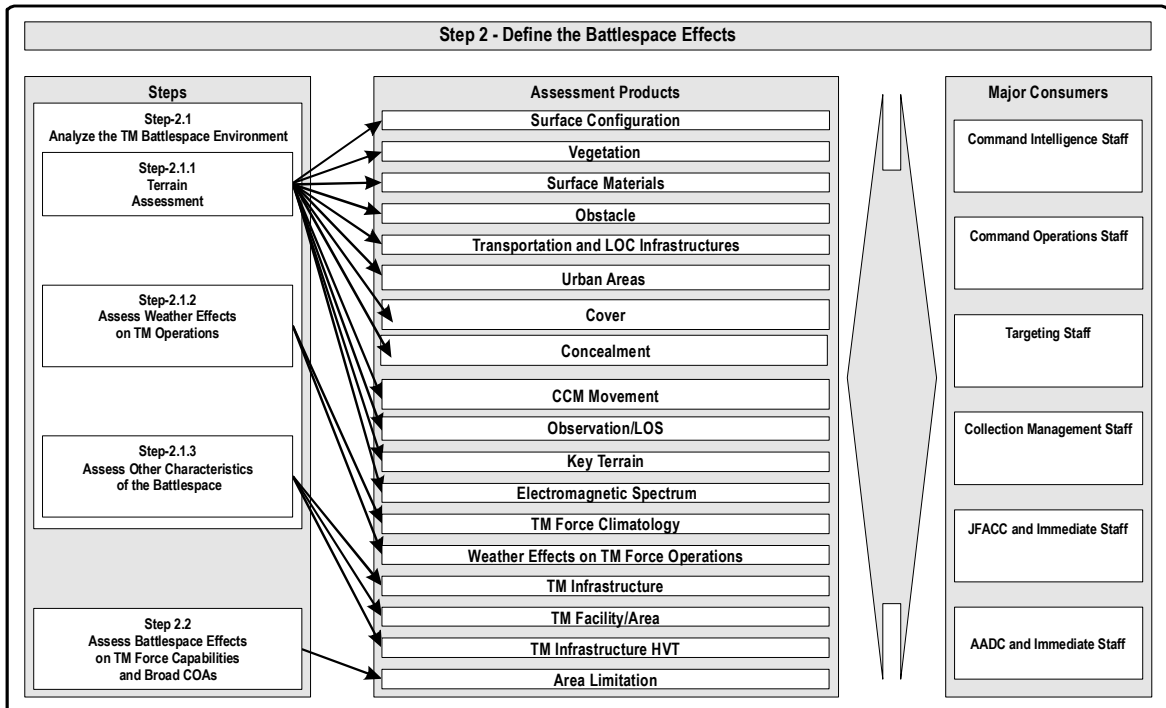 Step 2 - Define the Battlespace Effects
Steps
Step-2.1
Analyze the TM Battlespace Environment
Step-2.1.1
Terrain
Assessment
Step-2.1.2
Assess Weather Effects
on TM Operations
Step-2.1.3
Assess Other Characteristics
of the Battlespace
Step 2.2
Assess Battlespace Effects
on TM Force Capabilities
and Broad COAs
Assessment Products
Surface Configuration
Vegetation
Surface Materials
Obstacle
Transportation and LOC Infrastructures
Urban Areas
Cover
Concealment
CCM Movement
Observation/LOS
Key Terrain
Electromagnetic Spectrum
TM Force Climatology
Weather Effects on TM Force Operations
TM Infrastructure
TM Facility/Area
TM Infrastructure HVT
Area Limitation
Major Consumers
Command Intelligence Staff
Command Operations Staff
Targeting Staff
Collection Management Staff
JFACC and Immediate Staff
AADC and Immediate Staff